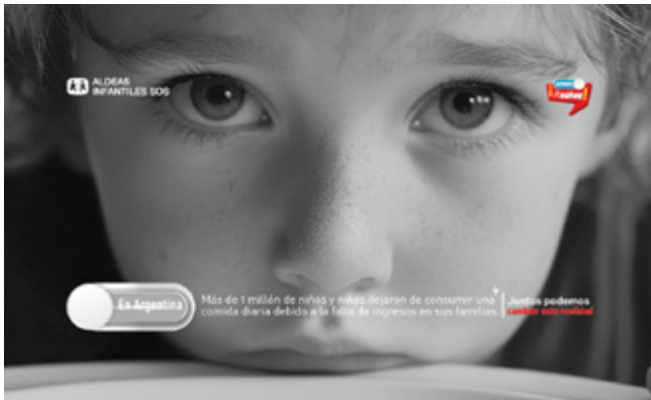 ALDEAS
INFANTILES SOS
En Argentina
Más de 1 millón de niños y niñas dejaron de consumir una
comida diaria debido a la falta de ingresos en sus familias
Juntos podemos
cambiar esta realidad